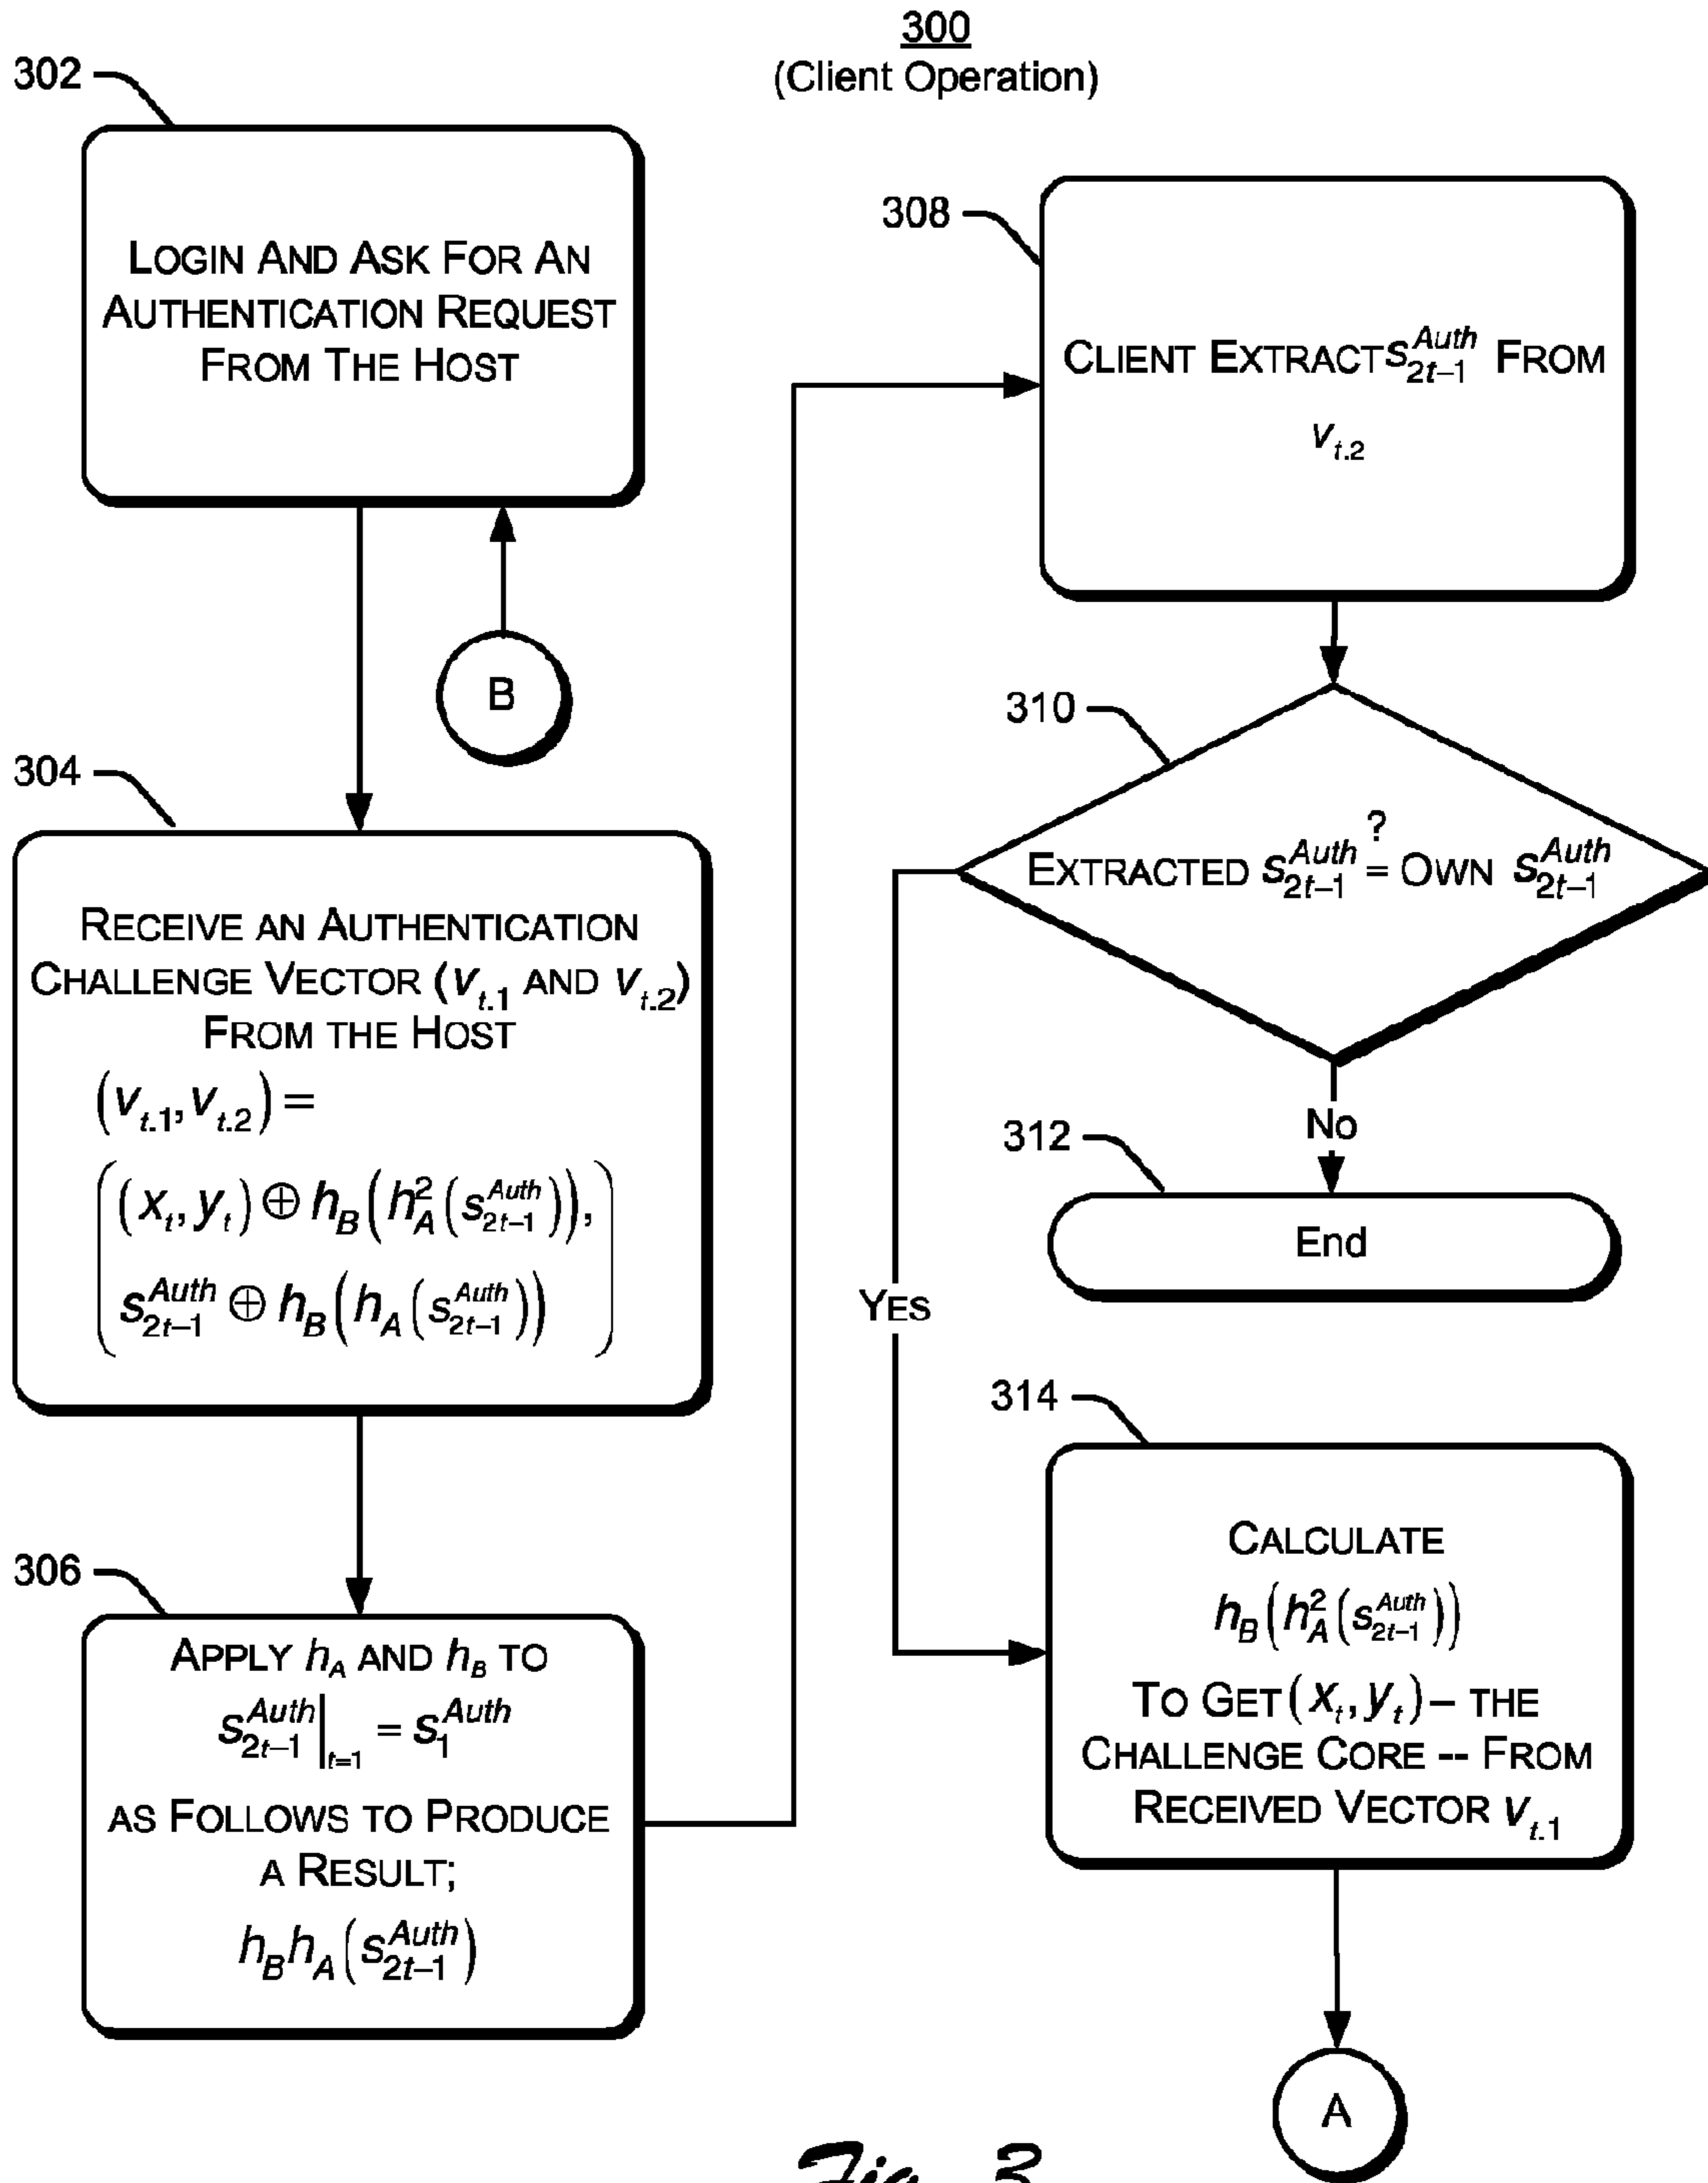 300
(Client Operation)
302
LOGIN AND ASK FOR AN
AUTHENTICATION REQUEST
FROM THE HOST
B
304
RECEIVE AN AUTHENTICATION
CHALLENGE VECTOR (v_{t.1} AND v_{t.2})
FROM THE HOST
(v_{t.1}, v_{t.2}) =
((x_t, y_t) ⊕ h_B(h_A^2(s_{2t-1}^{Auth})),
s_{2t-1}^{Auth} ⊕ h_B(h_A(s_{2t-1}^{Auth})))
306
APPLY h_A AND h_B TO
s_{2t-1}^{Auth}|_{t=1} = s_1^{Auth}
AS FOLLOWS TO PRODUCE
A RESULT;
h_B h_A(s_{2t-1}^{Auth})
308
CLIENT EXTRACT s_{2t-1}^{Auth} FROM
v_{t.2}
310
?
EXTRACTED s_{2t-1}^{Auth} = OWN s_{2t-1}^{Auth}
NO
312
End
YES
314
CALCULATE
h_B(h_A^2(s_{2t-1}^{Auth}))
TO GET (x_t, y_t) – THE
CHALLENGE CORE -- FROM
RECEIVED VECTOR v_{t.1}
A
Fig. 3